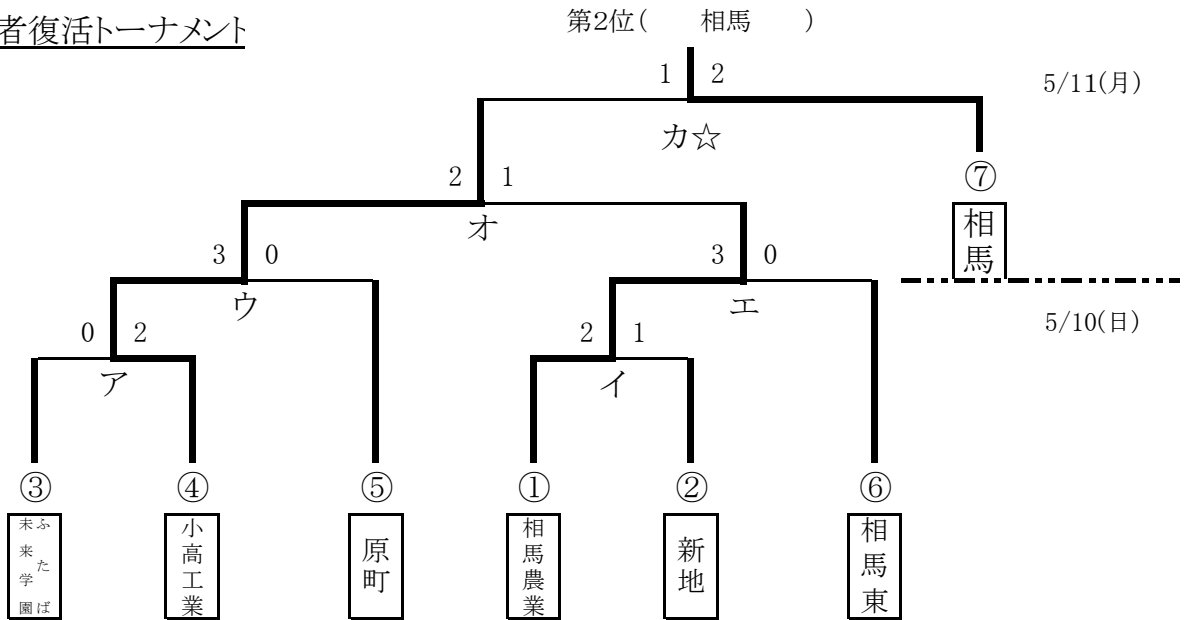 者復活トーナメント
第2位(　　相馬　　)
1 2
5/11(月)
カ☆
2 1
⑦
相馬
オ
3 0
3 0
ウ
エ
5/10(日)
0 2
2 1
ア
イ
③ ④ ⑤ ① ② ⑥
ふたば未来学園
小高工業
原町
相馬農業
新地
相馬東